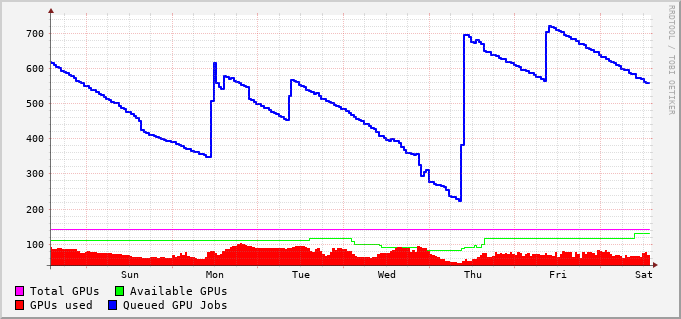 700
600
500
400
300
200
100
Sun Mon Tue Wed Thu Fri Sat
Total GPUs Available GPUs
GPUs used Queued GPU Jobs
RRDTOOL / TOBI OETIKER